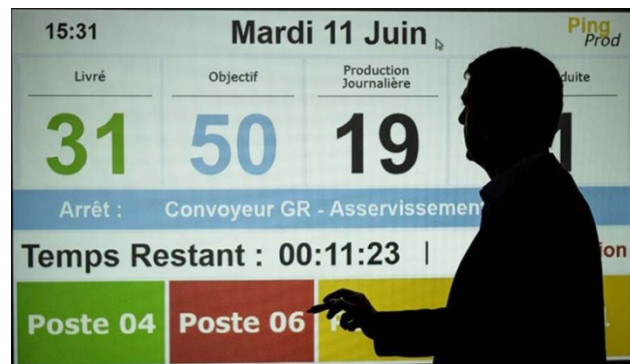 15:31 Mardi 11 Juin Ping
Prod
Livré Objectif Production
Journalière
31 50 19
Arrêt : Convoyeur GR - Asservissement
Temps Restant : 00:11:23 |
Poste 04 Poste 06